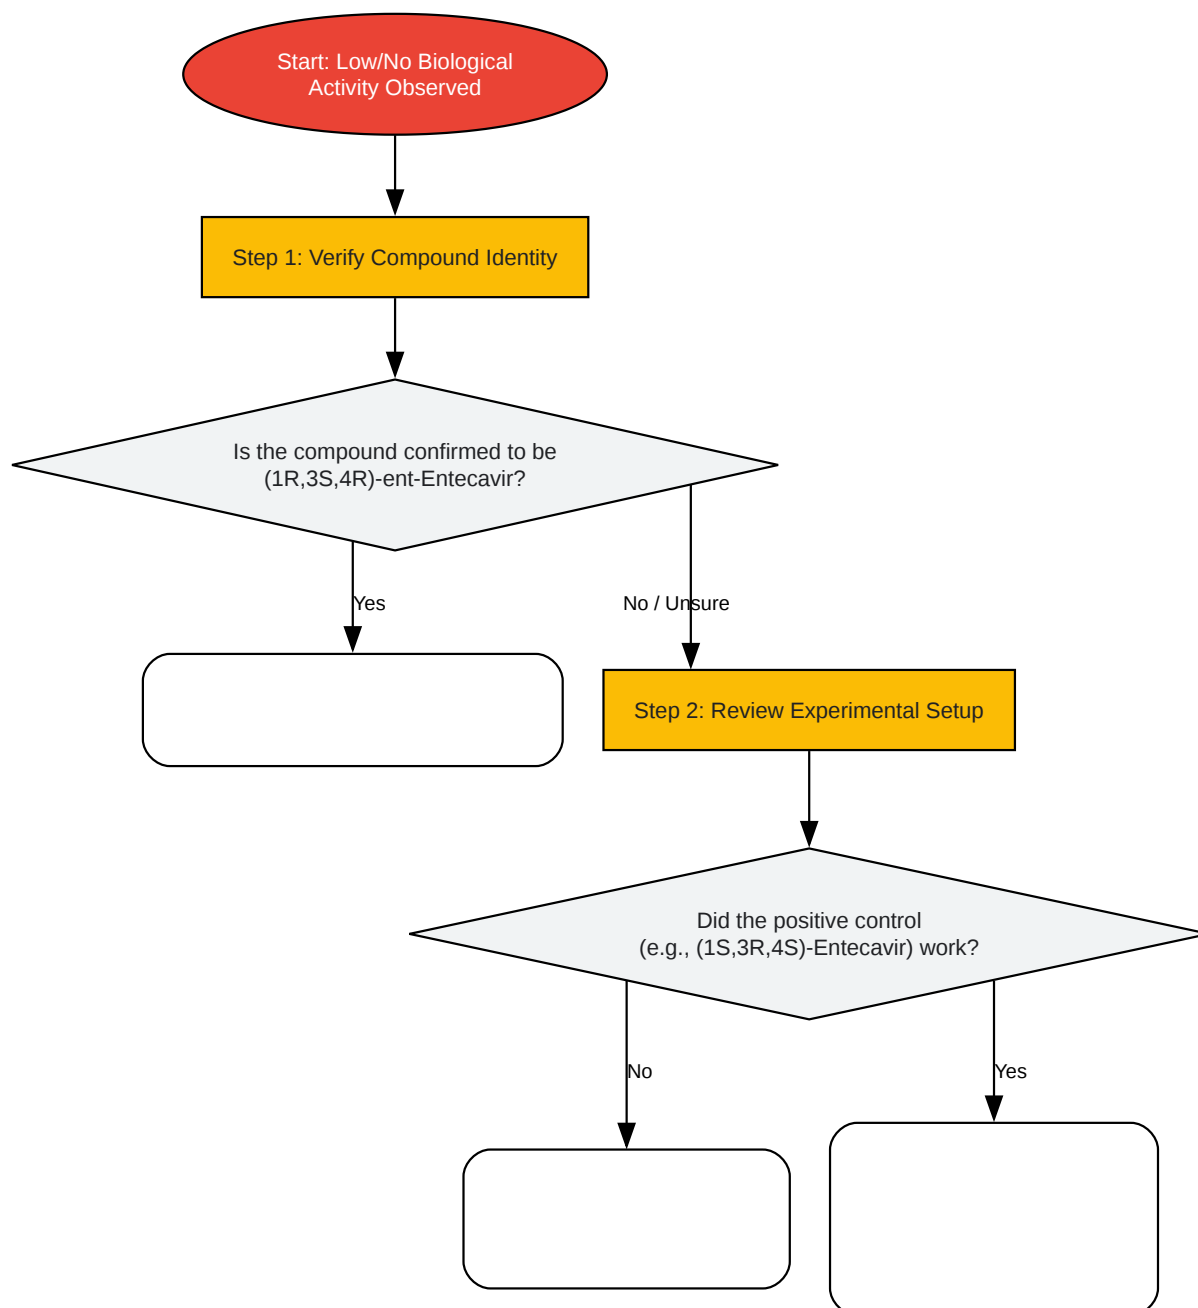 Start: Low/No Biological
Activity Observed
Step 1: Verify Compound Identity
Is the compound confirmed to be
(1R,3S,4R)-ent-Entecavir?
Yes
No / Unsure
Step 2: Review Experimental Setup
Did the positive control
(e.g., (1S,3R,4S)-Entecavir) work?
No
Yes